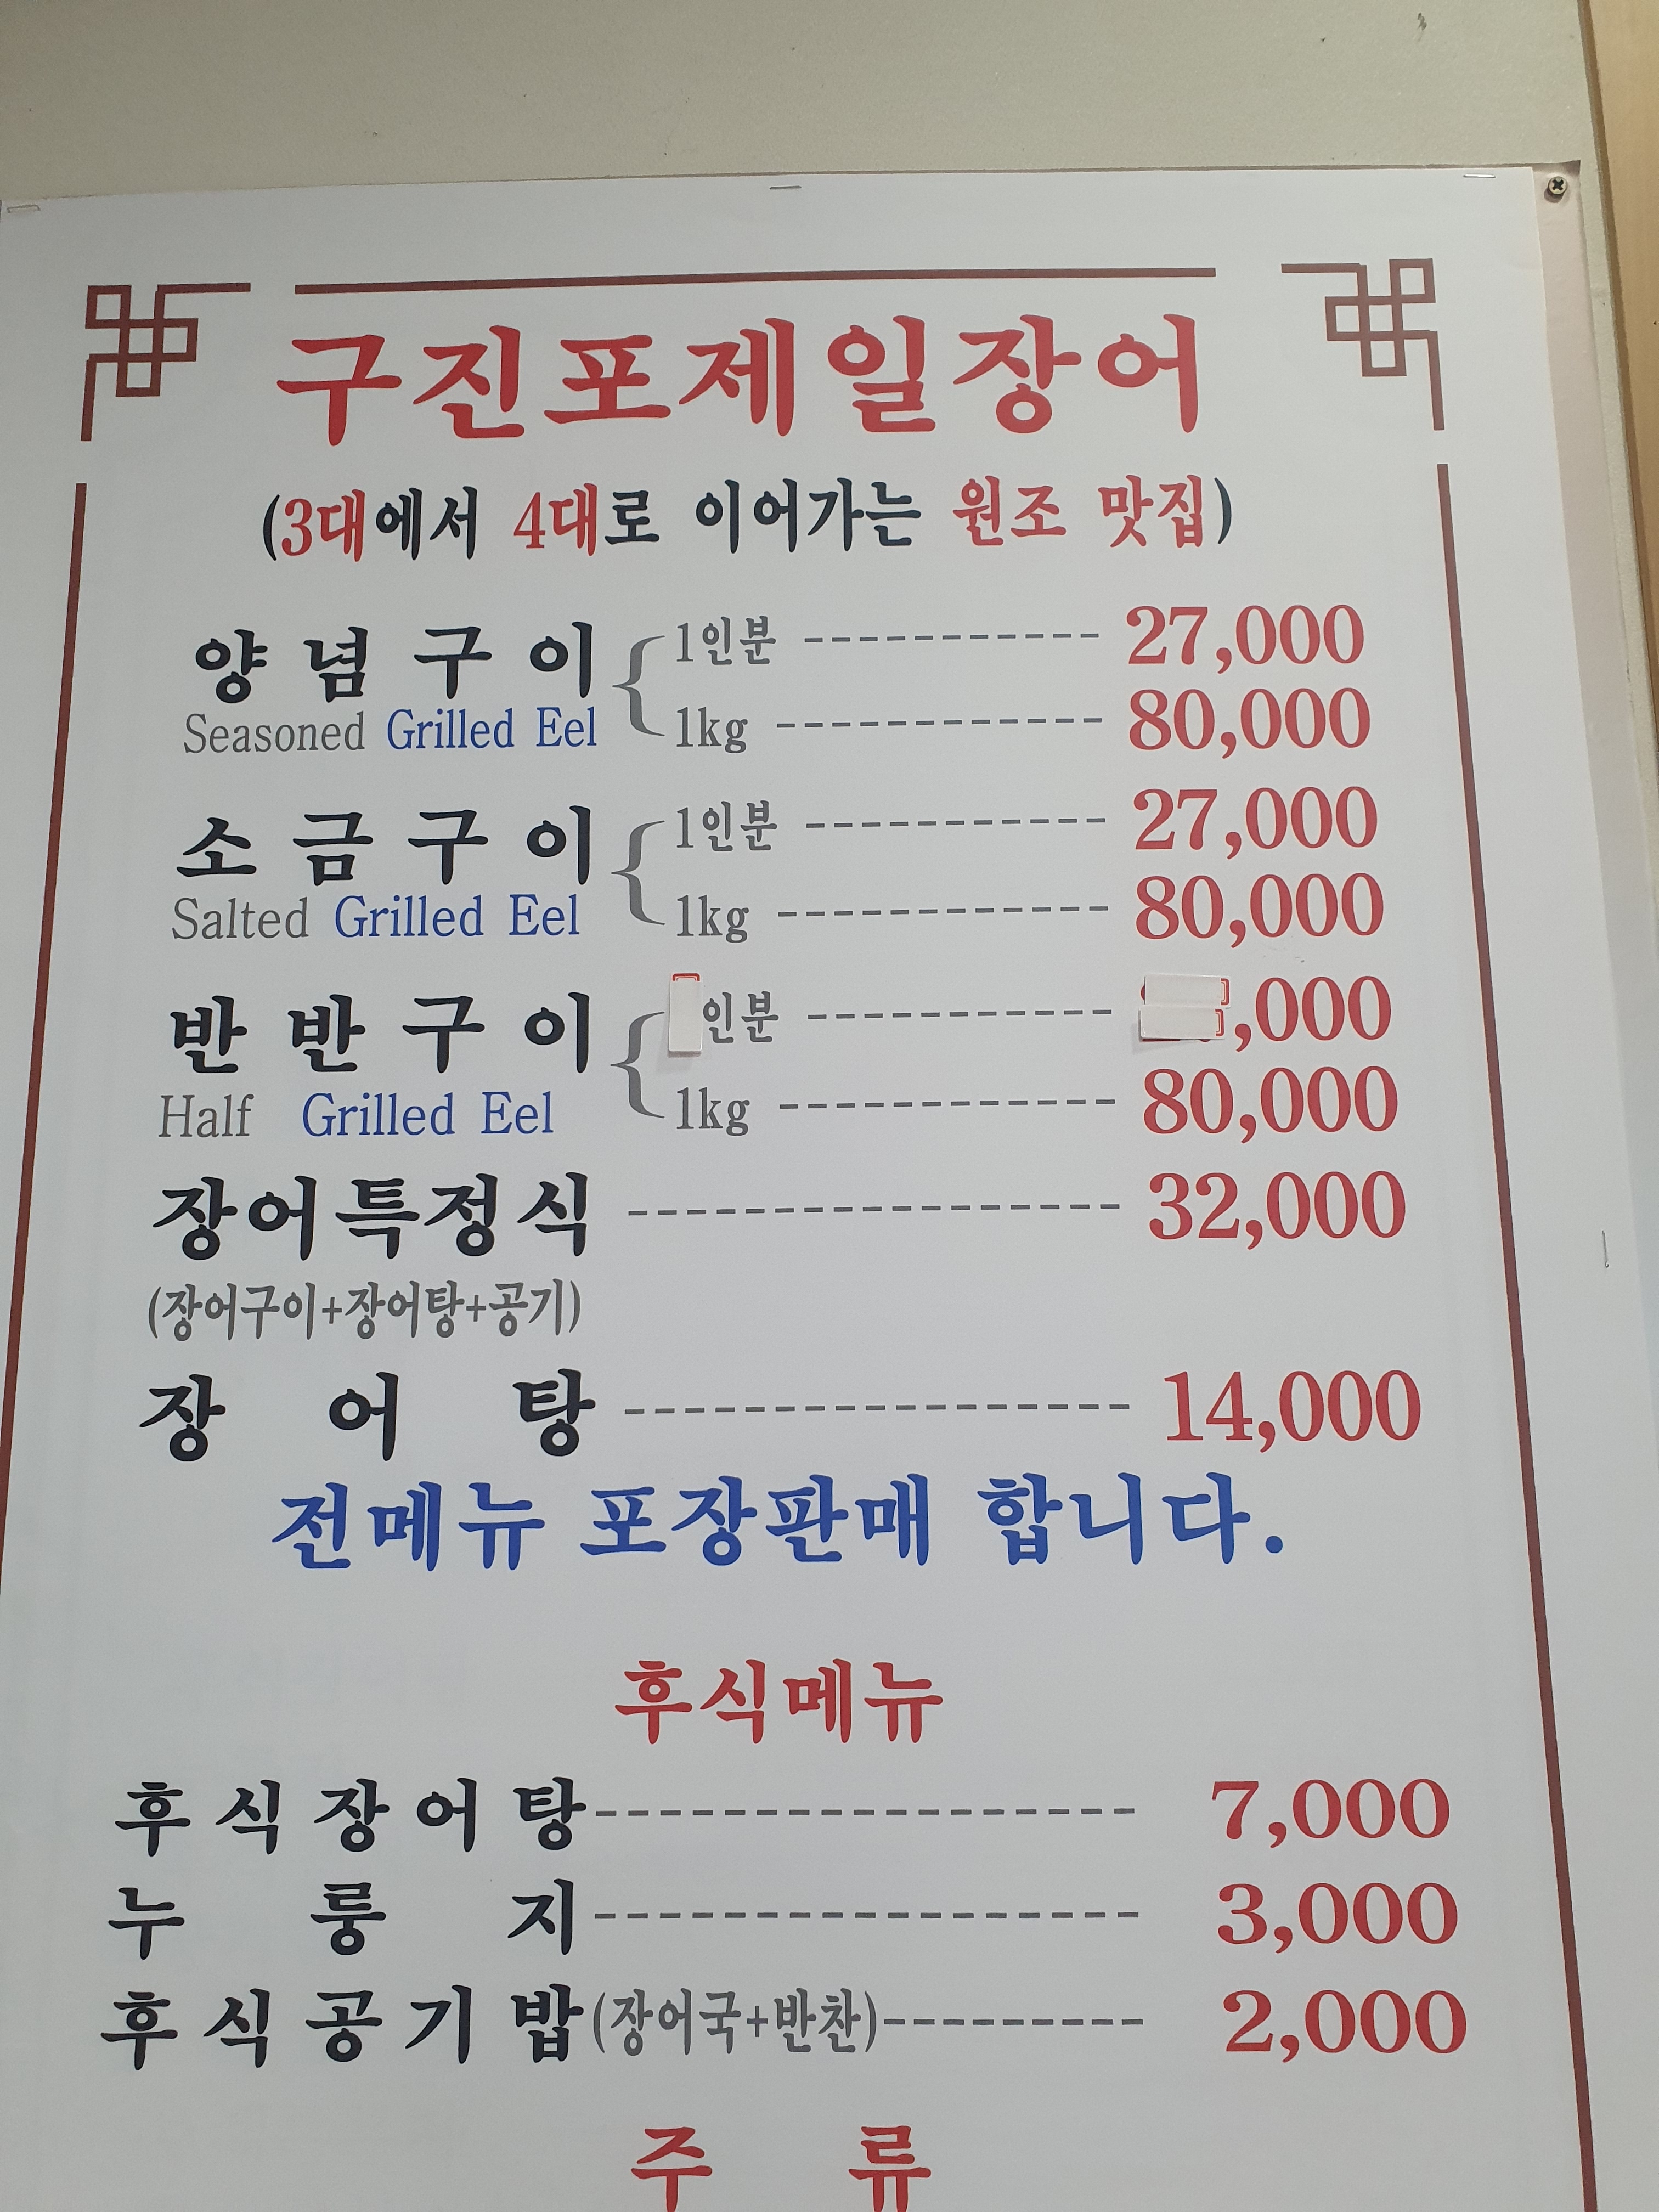 구진포제일장어
(3대에서 4대로 이어가는 원조 맛집)
양념구이 1인분 27,000
Seasoned Grilled Eel 1kg 80,000
소금구이 1인분 27,000
Salted Grilled Eel 1kg 80,000
반반구이 인분 ,000
Half Grilled Eel 1kg 80,000
장어특정식 32,000
(장어구이+장어탕+공기)
장어탕 14,000
전메뉴 포장판매 합니다.
후식메뉴
후식장어탕 7,000
누룽지 3,000
후식공기밥(장어국+반찬) 2,000
주류